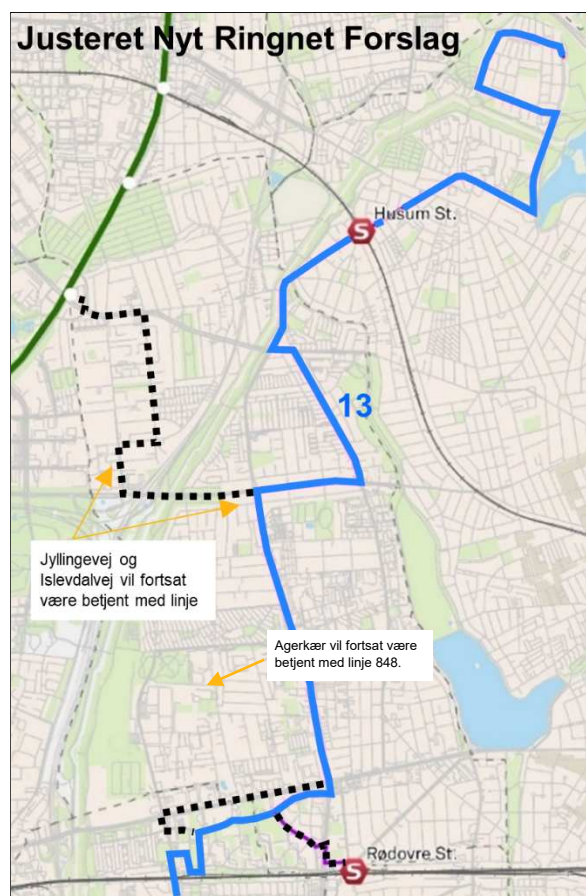 Justeret Nyt Ringnet Forslag
S
Husum St.
13
Jyllingevej og
Islevdalvej vil fortsat
være betjent med linje
Agerkær vil fortsat være
betjent med linje 848.
S
Rødovre St.